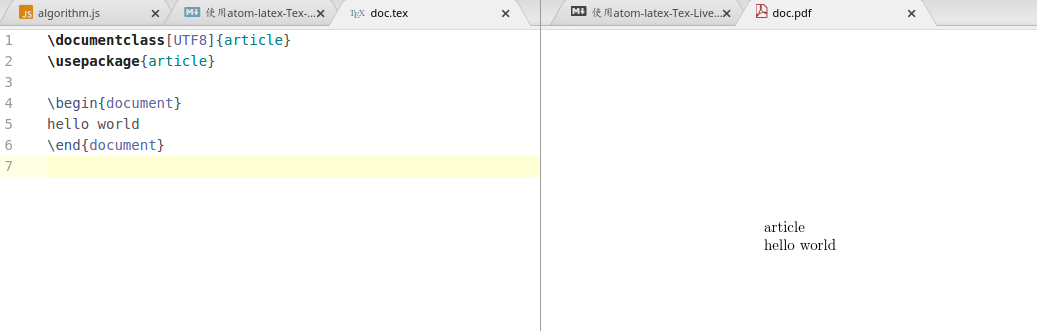 algorithm.js
使用atom-latex-Tex-...
doc.tex
使用atom-latex-Tex-Live...
doc.pdf
1 \documentclass[UTF8]{article}
2 \usepackage{article}
3
4 \begin{document}
5 hello world
6 \end{document}
7
article
hello world